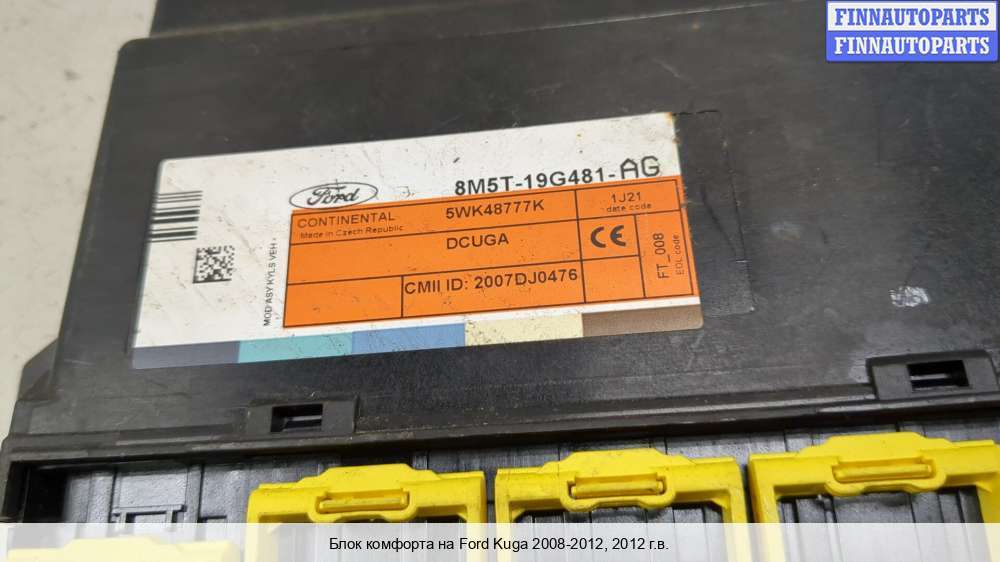 FINNAUTOPARTS
FINNAUTOPARTS
Ford
8M5T-19G481-AG
CONTINENTAL
Made in Czech Republic
5WK48777K
1J21
date code
DCUGA
CE
FT_008
EOL code
CMII ID: 2007DJ0476
MOD ASY KYLS VEH
Блок комфорта на Ford Kuga 2008-2012, 2012 г.в.